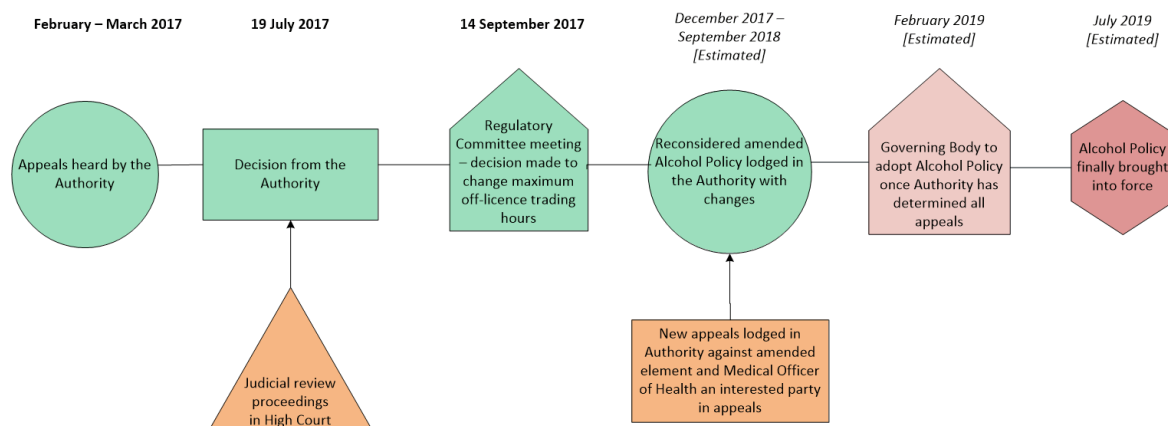 February – March 2017
19 July 2017
14 September 2017
December 2017 –
September 2018
[Estimated]
February 2019
[Estimated]
July 2019
[Estimated]
Appeals heard by the
Authority
Decision from the
Authority
Regulatory
Committee meeting
– decision made to
change maximum
off-licence trading
hours
Reconsidered amended
Alcohol Policy lodged in
the Authority with
changes
Governing Body to
adopt Alcohol Policy
once Authority has
determined all
appeals
Alcohol Policy
finally brought
into force
Judicial review
proceedings
in High Court
New appeals lodged in
Authority against amended
element and Medical Officer
of Health an interested party
in appeals